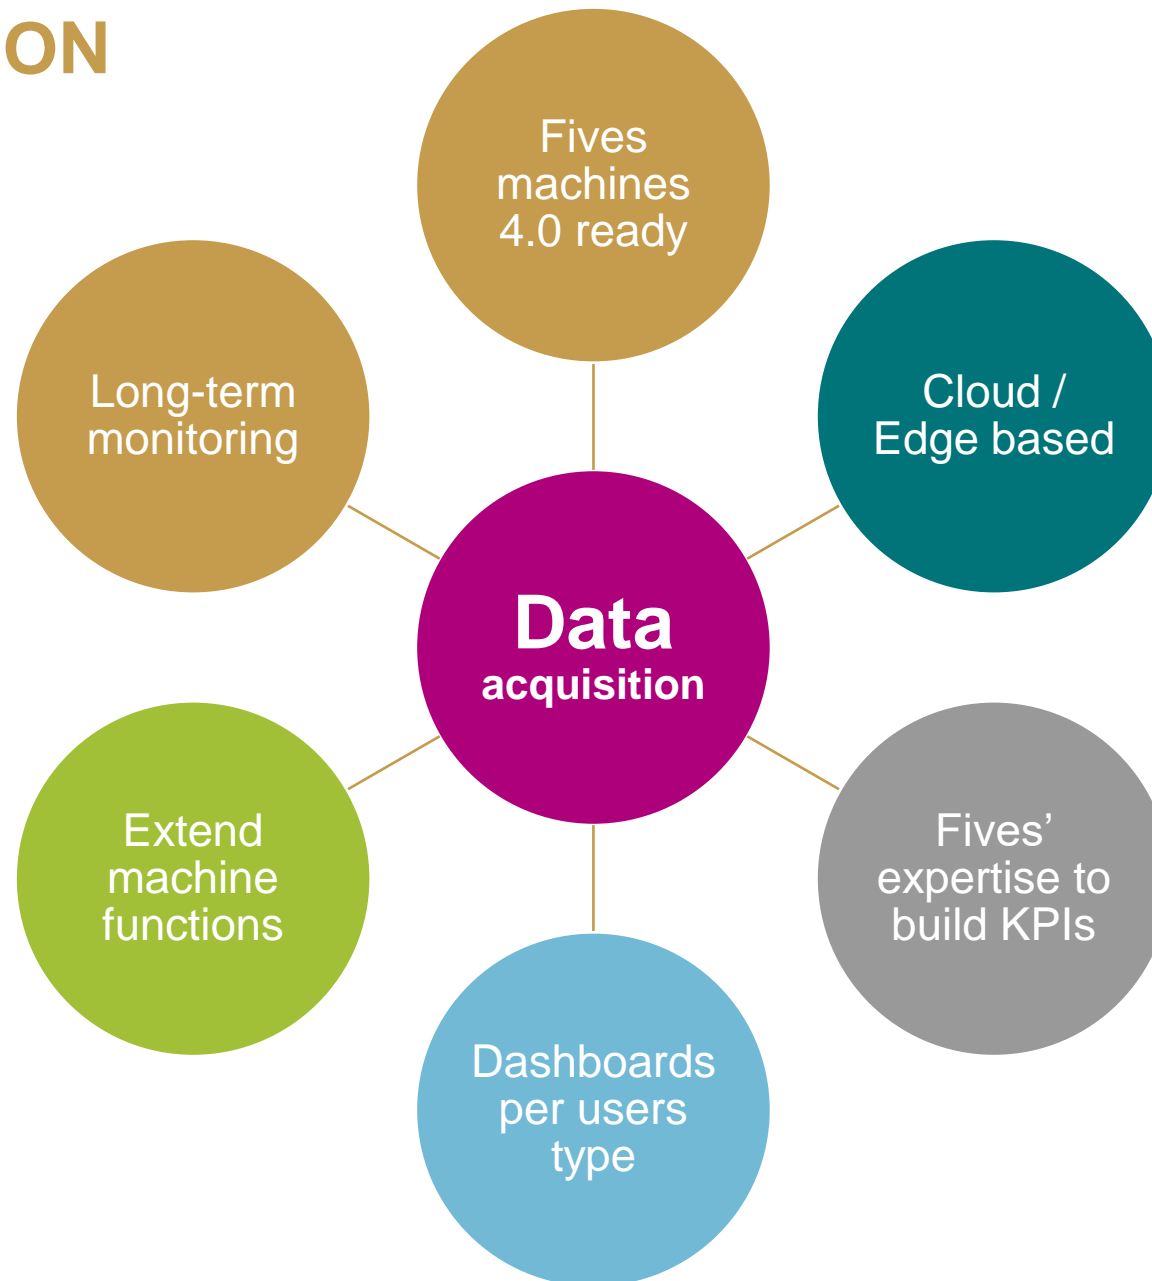 ON
Fives
machines
4.0 ready
Long-term
monitoring
Cloud /
Edge based
Data
acquisition
Extend
machine
functions
Fives’
expertise to
build KPIs
Dashboards
per users
type